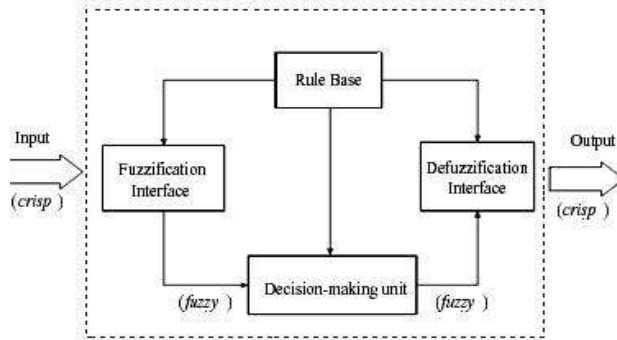 Rule Base
Input
Output
Fuzzification
Interface
Defuzzification
Interface
(crisp )
(crisp )
Decision-making unit
(fuzzy )
(fuzzy )